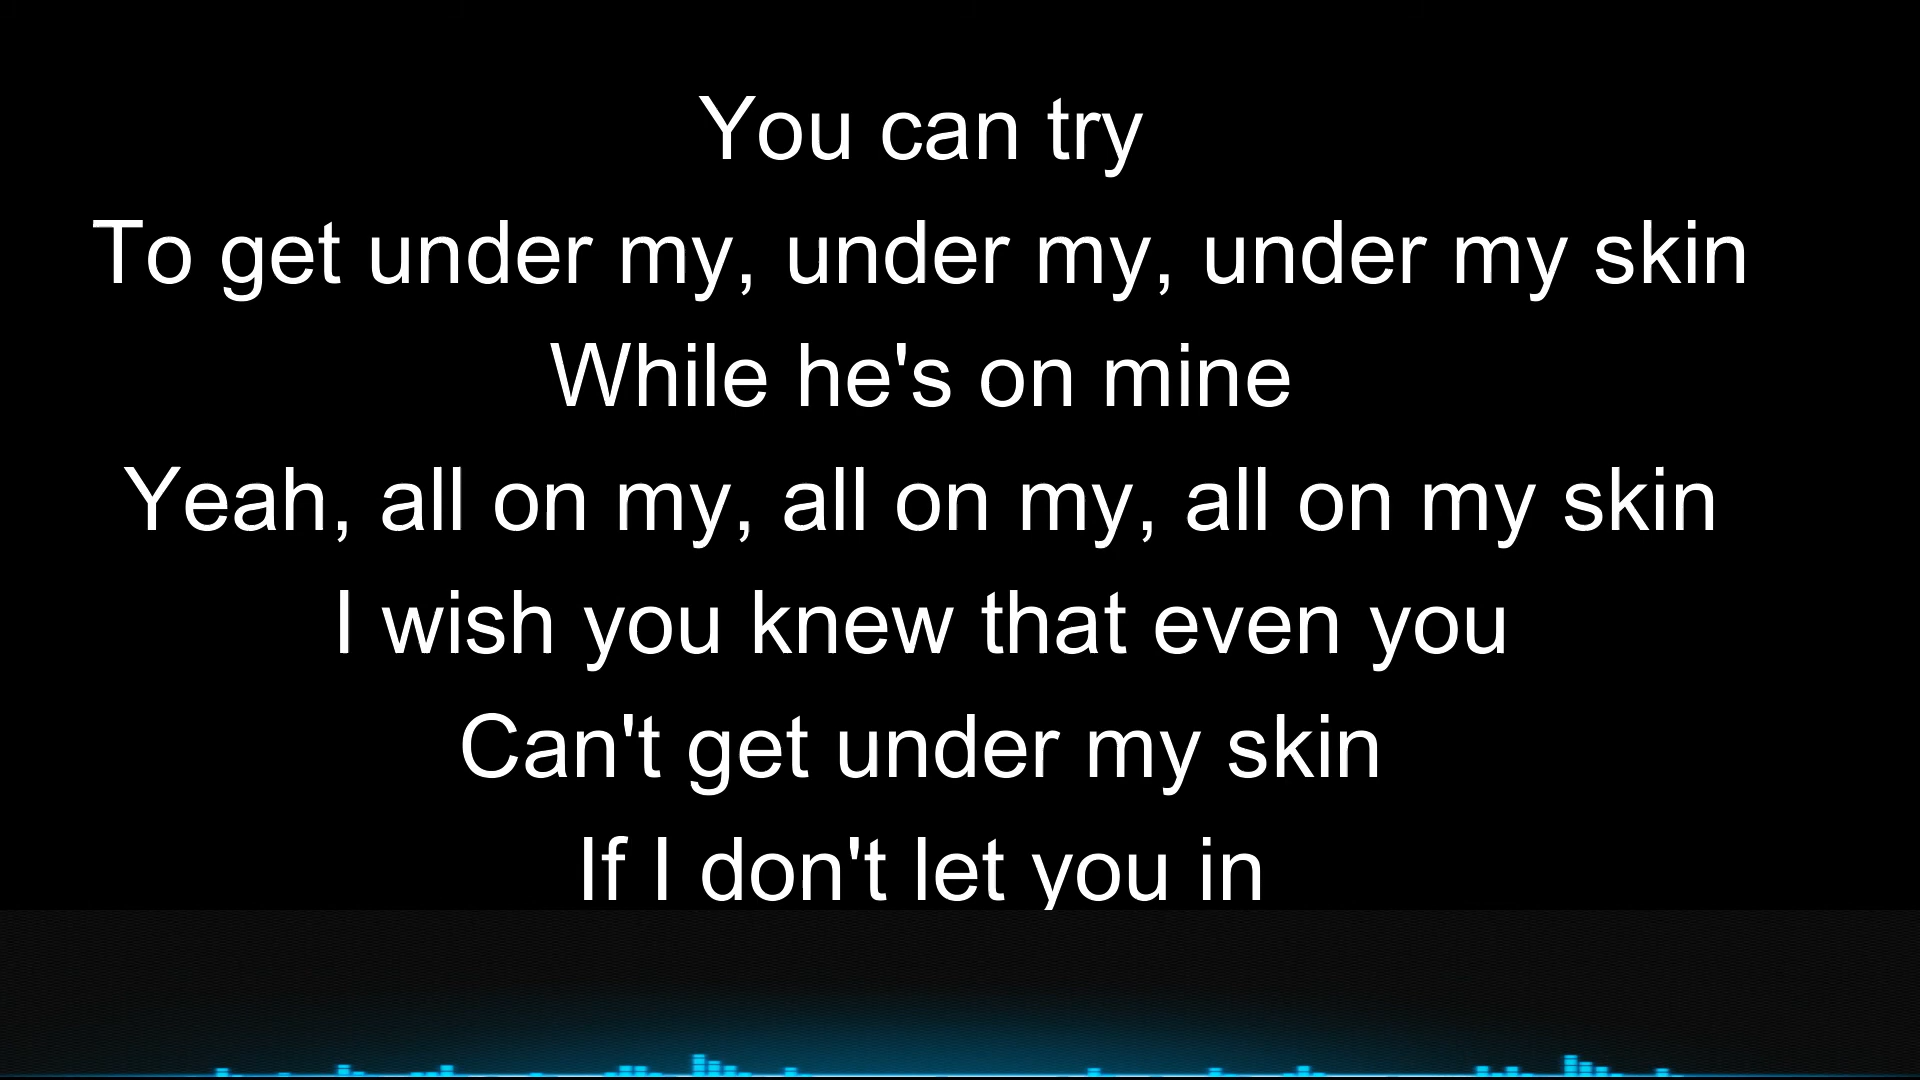 You can try
To get under my, under my, under my skin
While he's on mine
Yeah, all on my, all on my, all on my skin
I wish you knew that even you
Can't get under my skin
If I don't let you in